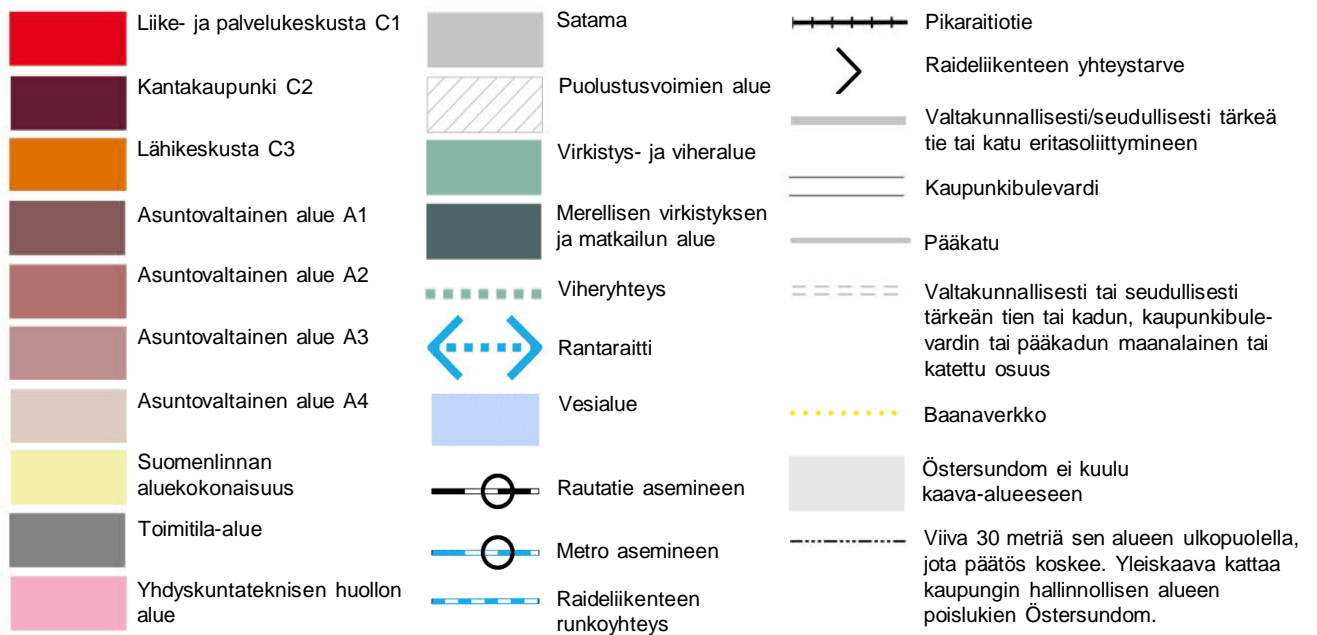 Liike- ja palvelukeskusta C1
Kantakaupunki C2
Lähikeskusta C3
Asuntovaltainen alue A1
Asuntovaltainen alue A2
Asuntovaltainen alue A3
Asuntovaltainen alue A4
Suomenlinnan
aluekokonaisuus
Toimitila-alue
Yhdyskuntateknisen huollon
alue
Satama
Puolustusvoimien alue
Virkistys- ja viheralue
Merellisen virkistyksen
ja matkailun alue
Viheryhteys
Rantaraitti
Vesialue
Rautatie asemineen
Metro asemineen
Raideliikenteen
runkoyhteys
Pikaraitiotie
Raideliikenteen yhteystarve
Valtakunnallisesti/seudullisesti tärkeä
tie tai katu eritasoliittymineen
Kaupunkibulevardi
Pääkatu
Valtakunnallisesti tai seudullisesti
tärkeän tien tai kadun, kaupunkibule-
vardin tai pääkadun maanalainen tai
katettu osuus
Baanaverkko
Östersundom ei kuulu
kaava-alueeseen
Viiva 30 metriä sen alueen ulkopuolella,
jota päätös koskee. Yleiskaava kattaa
kaupungin hallinnollisen alueen
poislukien Östersundom.